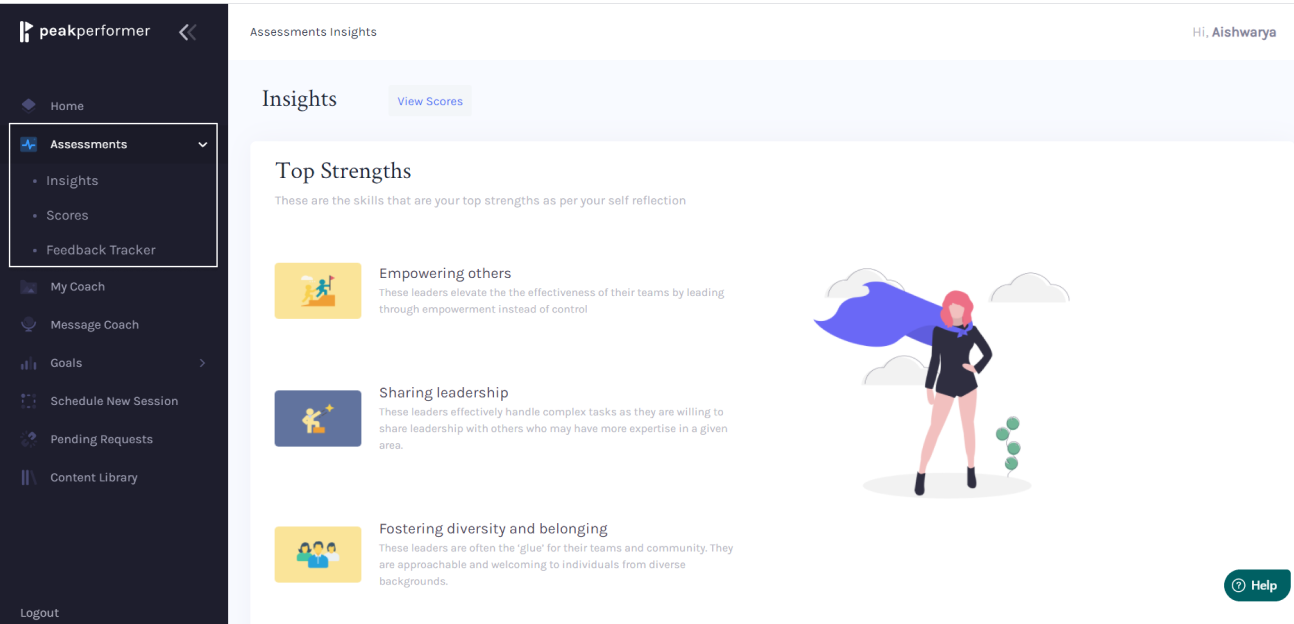 peakperformer
Assessments Insights
Hi, Aishwarya
Home
Assessments
Insights
Scores
Feedback Tracker
My Coach
Message Coach
Goals
Schedule New Session
Pending Requests
Content Library
Logout
Insights
View Scores
Top Strengths
These are the skills that are your top strengths as per your self reflection
Empowering others
These leaders elevate the the effectiveness of their teams by leading
through empowerment instead of control
Sharing leadership
These leaders effectively handle complex tasks as they are willing to
share leadership with others who may have more expertise in a given
area.
Fostering diversity and belonging
These leaders are often the 'glue' for their teams and community. They
are approachable and welcoming to individuals from diverse
backgrounds.
Help